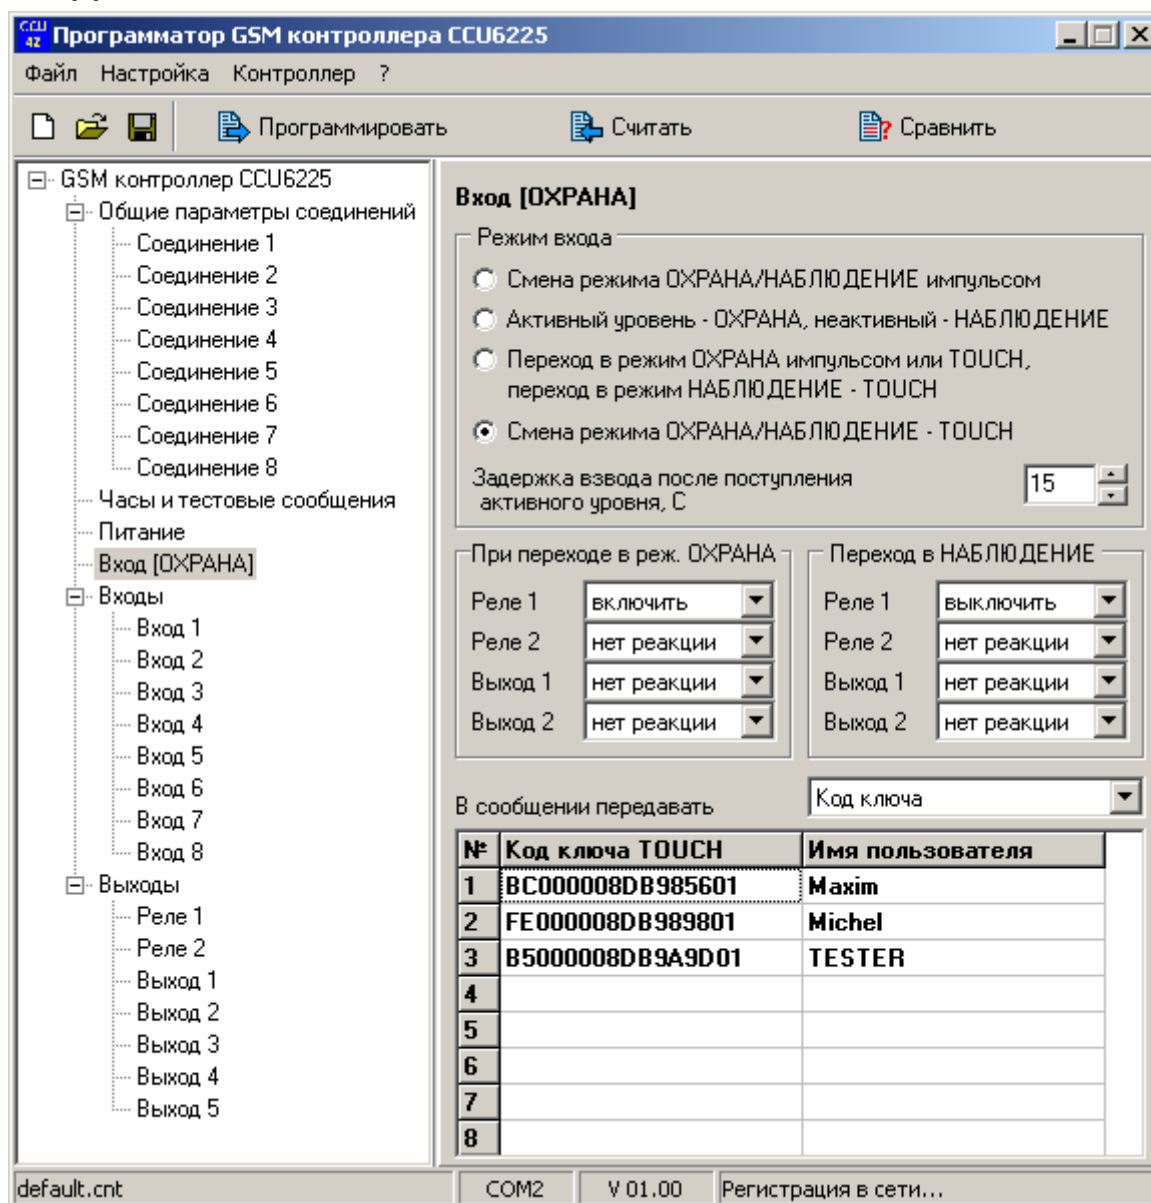 CCU
4Z
Программатор GSM контроллера CCU6225
Файл Настройка Контроллер ?
Программировать Считать Сравнить
GSM контроллер CCU6225
Общие параметры соединений
Соединение 1
Соединение 2
Соединение 3
Соединение 4
Соединение 5
Соединение 6
Соединение 7
Соединение 8
Часы и тестовые сообщения
Питание
Вход [ОХРАНА]
Входы
Вход 1
Вход 2
Вход 3
Вход 4
Вход 5
Вход 6
Вход 7
Вход 8
Выходы
Реле 1
Реле 2
Выход 1
Выход 2
Выход 3
Выход 4
Выход 5
Вход [ОХРАНА]
Режим входа
Смена режима ОХРАНА/НАБЛЮДЕНИЕ импульсом
Активный уровень - ОХРАНА, неактивный - НАБЛЮДЕНИЕ
Переход в режим ОХРАНА импульсом или TOUCH,
переход в режим НАБЛЮДЕНИЕ - TOUCH
Смена режима ОХРАНА/НАБЛЮДЕНИЕ - TOUCH
Задержка взвода после поступления
активного уровня, С
15
При переходе в реж. ОХРАНА
Реле 1 включить
Реле 2 нет реакции
Выход 1 нет реакции
Выход 2 нет реакции
Переход в НАБЛЮДЕНИЕ
Реле 1 выключить
Реле 2 нет реакции
Выход 1 нет реакции
Выход 2 нет реакции
В сообщении передавать Код ключа
№ Код ключа TOUCH Имя пользователя
1 BC000008DB985601 Maxim
2 FE000008DB989801 Michel
3 B5000008DB9A9D01 TESTER
4
5
6
7
8
default.cnt COM2 V 01.00 Регистрация в сети...